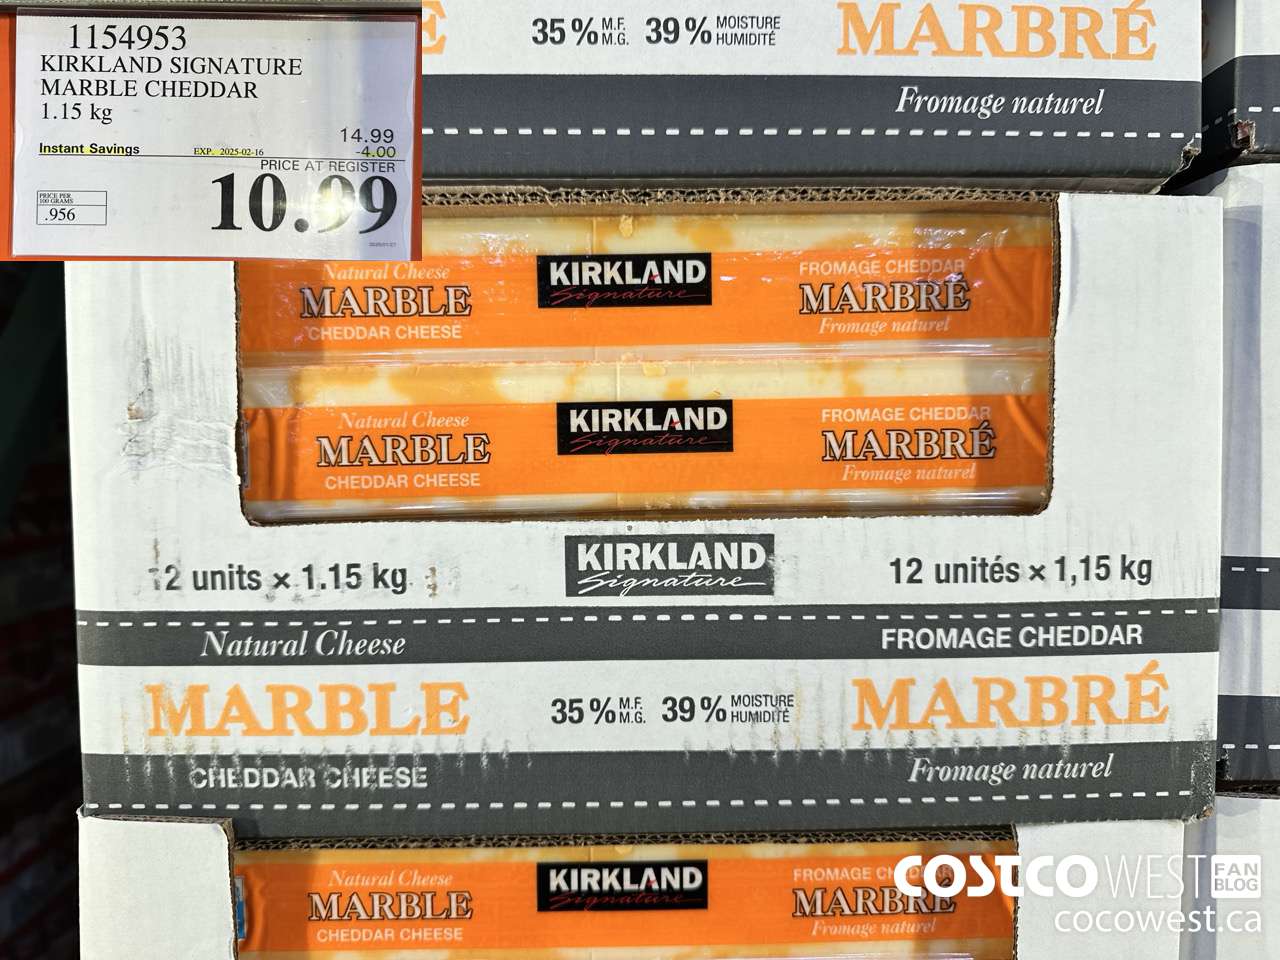 1154953
KIRKLAND SIGNATURE
MARBLE CHEDDAR
1.15 kg
14.99
Instant Savings EXP. 2025-02-16 -4.00
PRICE AT REGISTER
10.99
PRICE PER
100 GRAMS
.956
35% M.F. M.G. 39% MOISTURE HUMIDITÉ
MARBRÉ
Fromage naturel
Natural Cheese
MARBLE
CHEDDAR CHEESE
KIRKLAND
Signature
FROMAGE CHEDDAR
MARBRÉ
Fromage naturel
Natural Cheese
MARBLE
CHEDDAR CHEESE
KIRKLAND
Signature
FROMAGE CHEDDAR
MARBRÉ
Fromage naturel
12 units × 1.15 kg
KIRKLAND
Signature
12 unités × 1,15 kg
Natural Cheese
FROMAGE CHEDDAR
MARBLE
35% M.F. M.G. 39% MOISTURE HUMIDITÉ
MARBRÉ
CHEDDAR CHEESE
Fromage naturel
Natural Cheese
MARBLE
CHEDDAR CHEESE
KIRKLAND
Signature
FROMAGE CHEDDAR
MARBRÉ
Fromage naturel
COSTCO WEST FAN BLOG
cocowest.ca